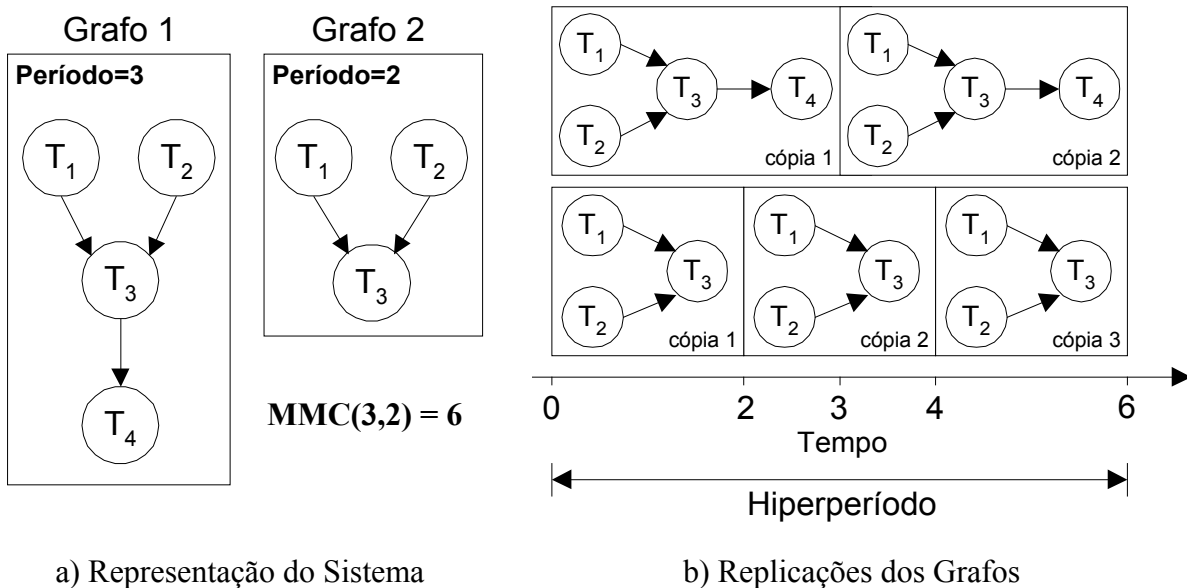 Grafo 1
Período=3
T1
T2
T3
T4
Grafo 2
Período=2
T1
T2
T3
MMC(3,2) = 6
a) Representação do Sistema
T1
T2
T3
T4
cópia 1
T1
T2
T3
T4
cópia 2
T1
T2
T3
cópia 1
T1
T2
T3
cópia 2
T1
T2
T3
cópia 3
0 2 3 4 6
Tempo
Hiperperíodo
b) Replicações dos Grafos